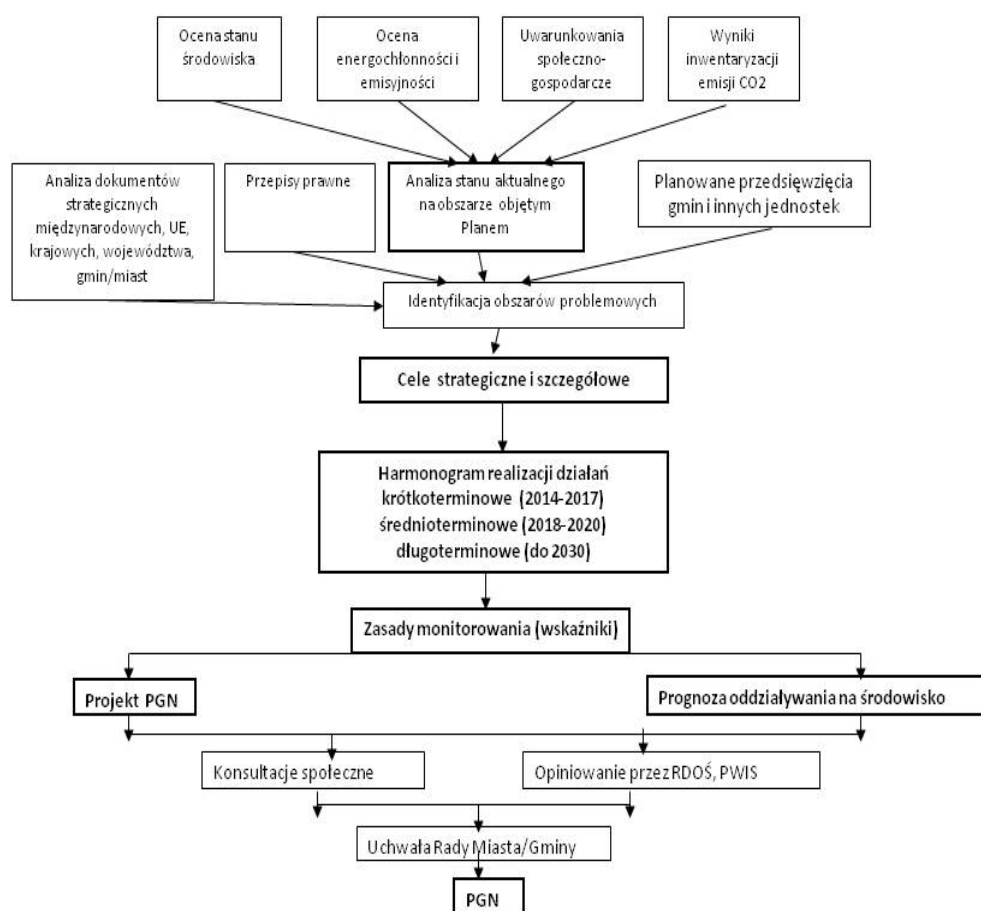 Ocena stanu
środowiska
Ocena
energochłonności i
emisyjności
Uwarunkowania
społeczno-
gospodarcze
Wyniki
inwentaryzacji
emisji CO2
Analiza dokumentów
strategicznych
międzynarodowych, UE,
krajowych, województwa,
gmin/miast
Przepisy prawne
Analiza stanu aktualnego
na obszarze objętym
Planem
Planowane przedsięwzięcia
gmin i innych jednostek
Identyfikacja obszarów problemowych
Cele strategiczne i szczegółowe
Harmonogram realizacji działań
krótkoterminowe (2014-2017)
średnioterminowe (2018-2020)
długoterminowe (do 2030)
Zasady monitorowania (wskaźniki)
Projekt PGN
Prognoza oddziaływania na środowisko
Konsultacje społeczne
Opiniowanie przez RDOŚ, PWIS
Uchwała Rady Miasta/Gminy
PGN